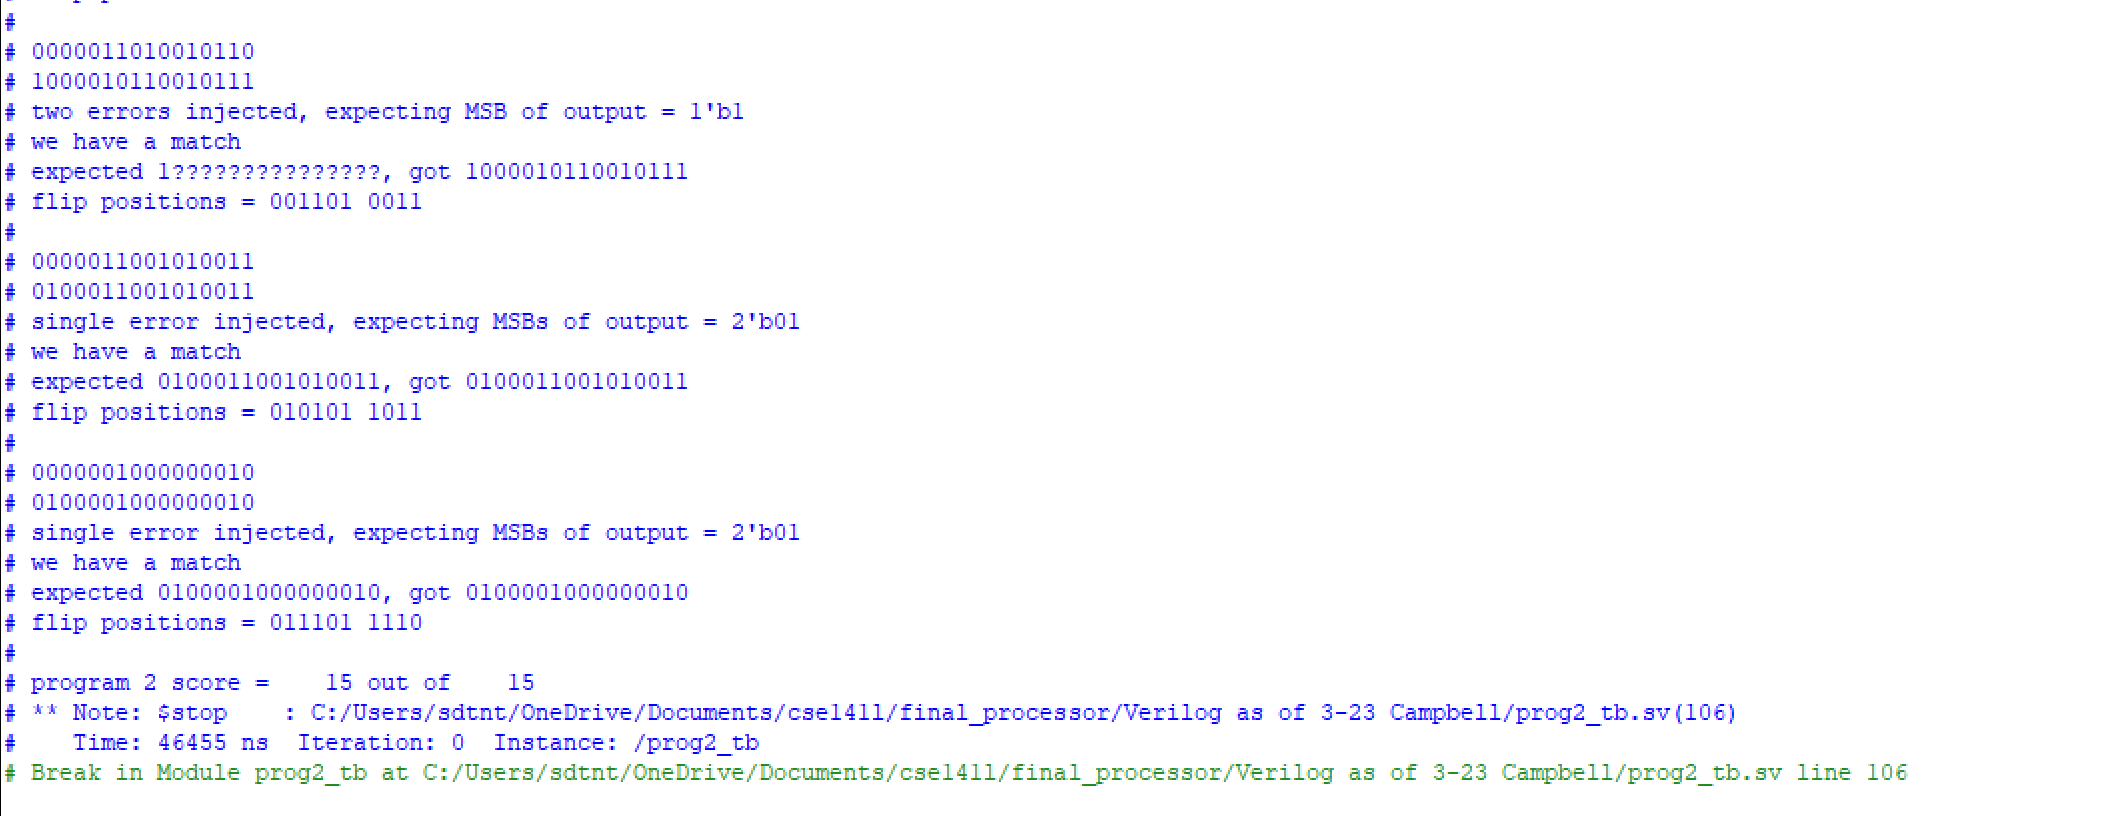 #
# 0000011010010110
# 1000010110010111
# two errors injected, expecting MSB of output = 1'b1
# we have a match
# expected 1???????????????, got 1000010110010111
# flip positions = 001101 0011
#
# 0000011001010011
# 0100011001010011
# single error injected, expecting MSBs of output = 2'b01
# we have a match
# expected 0100011001010011, got 0100011001010011
# flip positions = 010101 1011
#
# 0000001000000010
# 0100001000000010
# single error injected, expecting MSBs of output = 2'b01
# we have a match
# expected 0100001000000010, got 0100001000000010
# flip positions = 011101 1110
#
# program 2 score =    15 out of    15
# ** Note: $stop    : C:/Users/sdtnt/OneDrive/Documents/cse141l/final_processor/Verilog as of 3-23 Campbell/prog2_tb.sv(106)
#    Time: 46455 ns  Iteration: 0  Instance: /prog2_tb
# Break in Module prog2_tb at C:/Users/sdtnt/OneDrive/Documents/cse141l/final_processor/Verilog as of 3-23 Campbell/prog2_tb.sv line 106